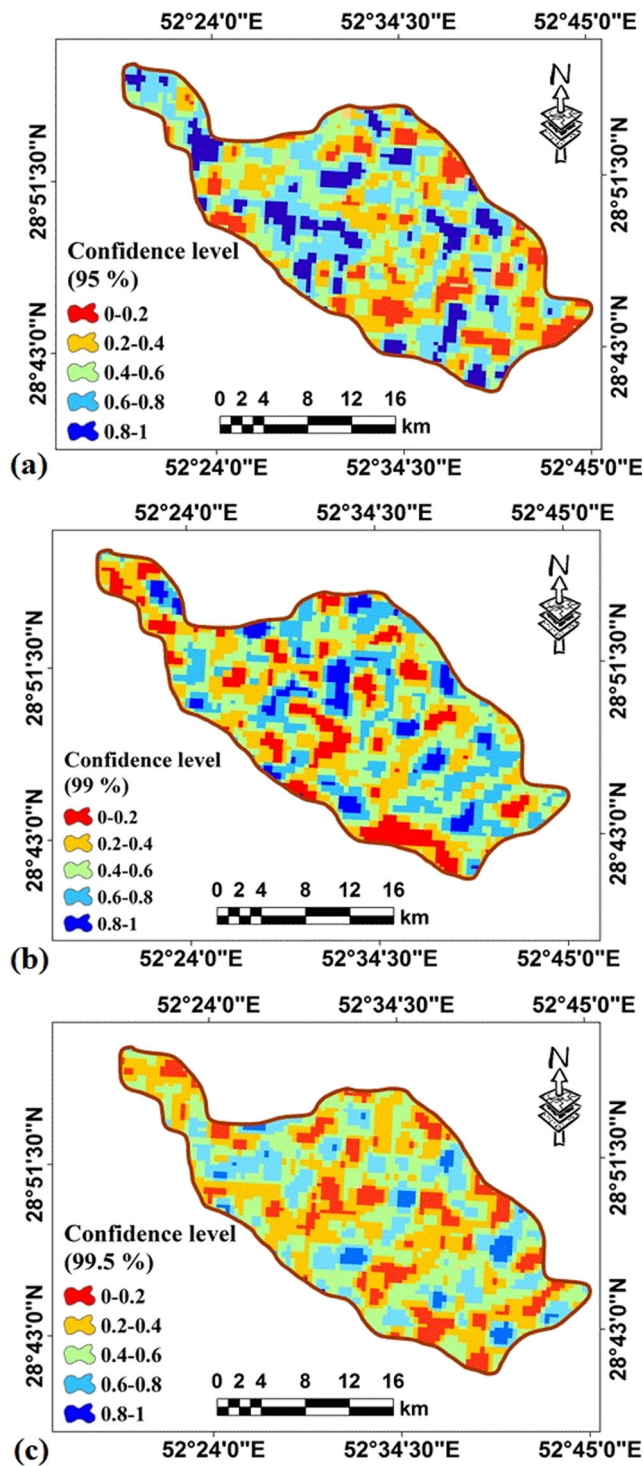 52°24'0"E 52°34'30"E 52°45'0"E
N
28°51'30"N 28°51'30"N
Confidence level
(95 %)
0-0.2
0.2-0.4
0.4-0.6
0.6-0.8
0.8-1
28°43'0"N 28°43'0"N
0 2 4 8 12 16
km
(a)
52°24'0"E 52°34'30"E 52°45'0"E
52°24'0"E 52°34'30"E 52°45'0"E
N
28°51'30"N 28°51'30"N
Confidence level
(99 %)
0-0.2
0.2-0.4
0.4-0.6
0.6-0.8
0.8-1
28°43'0"N 28°43'0"N
0 2 4 8 12 16
km
(b)
52°24'0"E 52°34'30"E 52°45'0"E
52°24'0"E 52°34'30"E 52°45'0"E
N
28°51'30"N 28°51'30"N
Confidence level
(99.5 %)
0-0.2
0.2-0.4
0.4-0.6
0.6-0.8
0.8-1
28°43'0"N 28°43'0"N
0 2 4 8 12 16
km
(c)
52°24'0"E 52°34'30"E 52°45'0"E